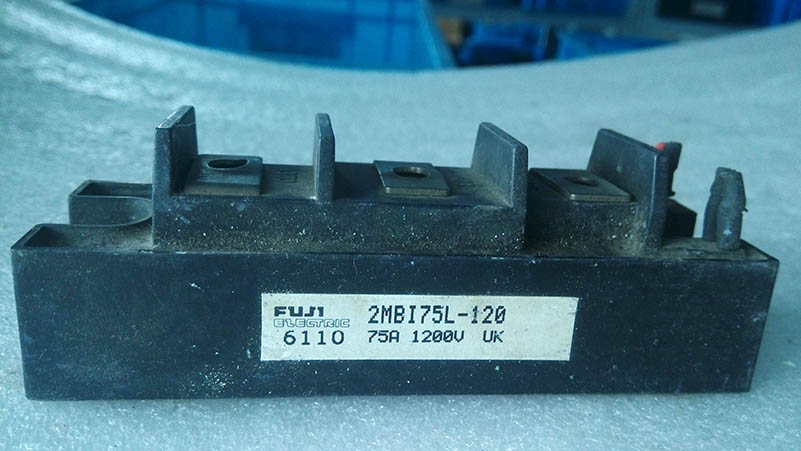 FUJI 2MBI75L-120
ELECTRIC
6110 75A 1200V UK